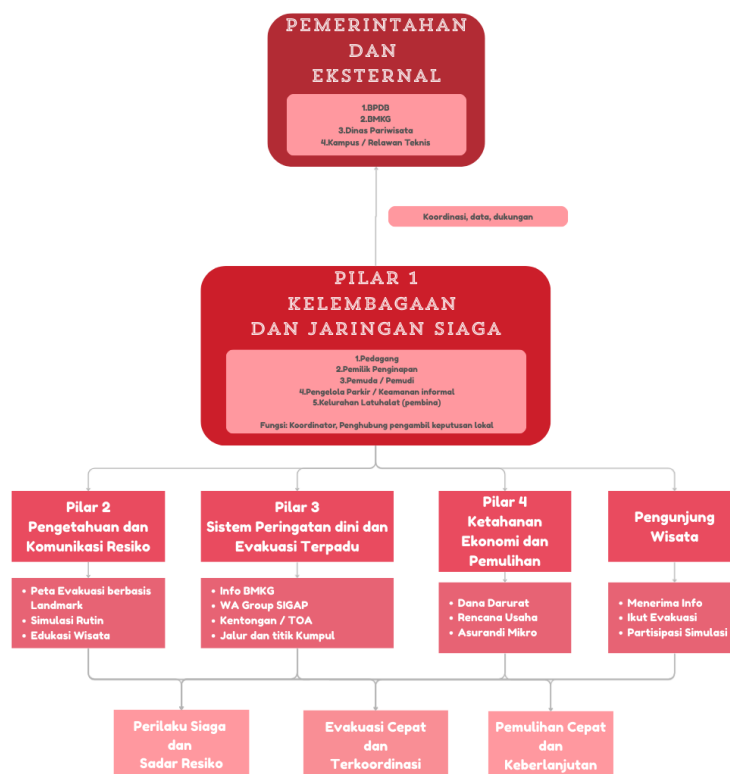 PEMERINTAHAN
DAN
EKSTERNAL
1.BPDB
2.BMKG
3.Dinas Pariwisata
4.Kampus / Relawan Teknis
Koordinasi, data, dukungan
PILAR 1
KELEMBAGAAN
DAN JARINGAN SIAGA
1.Pedagang
2.Pemilik Penginapan
3.Pemuda / Pemudi
4.Pengelola Parkir / Keamanan informal
5.Kelurahan Latuhalat (pembina)
Fungsi: Koordinator, Penghubung pengambil keputusan lokal
Pilar 2
Pengetahuan dan
Komunikasi Resiko
• Peta Evakuasi berbasis
Landmark
• Simulasi Rutin
• Edukasi Wisata
Pilar 3
Sistem Peringatan dini dan
Evakuasi Terpadu
• Info BMKG
• WA Group SIGAP
• Kentongan / TOA
• Jalur dan titik Kumpul
Pilar 4
Ketahanan
Ekonomi dan
Pemulihan
• Dana Darurat
• Rencana Usaha
• Asurandi Mikro
Pengunjung
Wisata
• Menerima Info
• Ikut Evakuasi
• Partisipasi Simulasi
Perilaku Siaga
dan
Sadar Resiko
Evakuasi Cepat
dan
Terkoordinasi
Pemulihan Cepat
dan
Keberlanjutan